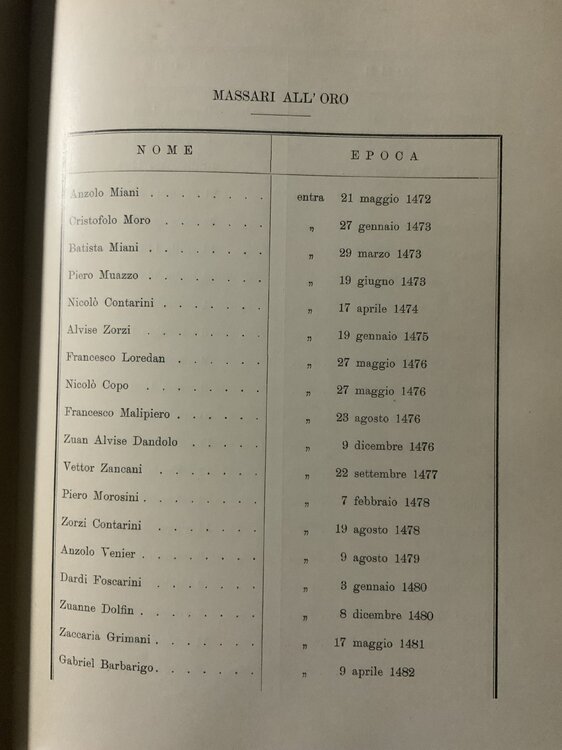 MASSARI ALL' ORO
NOME EPOCA
Anzolo Miani . . . . . . . . entra 21 maggio 1472
Cristofolo Moro . . . . . . „ 27 gennaio 1473
Batista Miani . . . . . . . . „ 29 marzo 1473
Piero Muazzo . . . . . . . . „ 19 giugno 1473
Nicolò Contarini . . . . . . . „ 17 aprile 1474
Alvise Zorzi . . . . . . . . „ 19 gennaio 1475
Francesco Loredan . . . . . . „ 27 maggio 1476
Nicolò Copo . . . . . . . . „ 27 maggio 1476
Francesco Malipiero . . . . . . „ 23 agosto 1476
Zuan Alvise Dandolo . . . . . „ 9 dicembre 1476
Vettor Zancani . . . . . . . „ 22 settembre 1477
Piero Morosini . . . . . . . . „ 7 febbraio 1478
Zorzi Contarini . . . . . . . „ 19 agosto 1478
Anzolo Venier . . . . . . . . „ 9 agosto 1479
Dardi Foscarini . . . . . . . „ 3 gennaio 1480
Zuanne Dolfin . . . . . . . . „ 8 dicembre 1480
Zaccaria Grimani . . . . . . . „ 17 maggio 1481
Gabriel Barbarigo . . . . . . . „ 9 aprile 1482